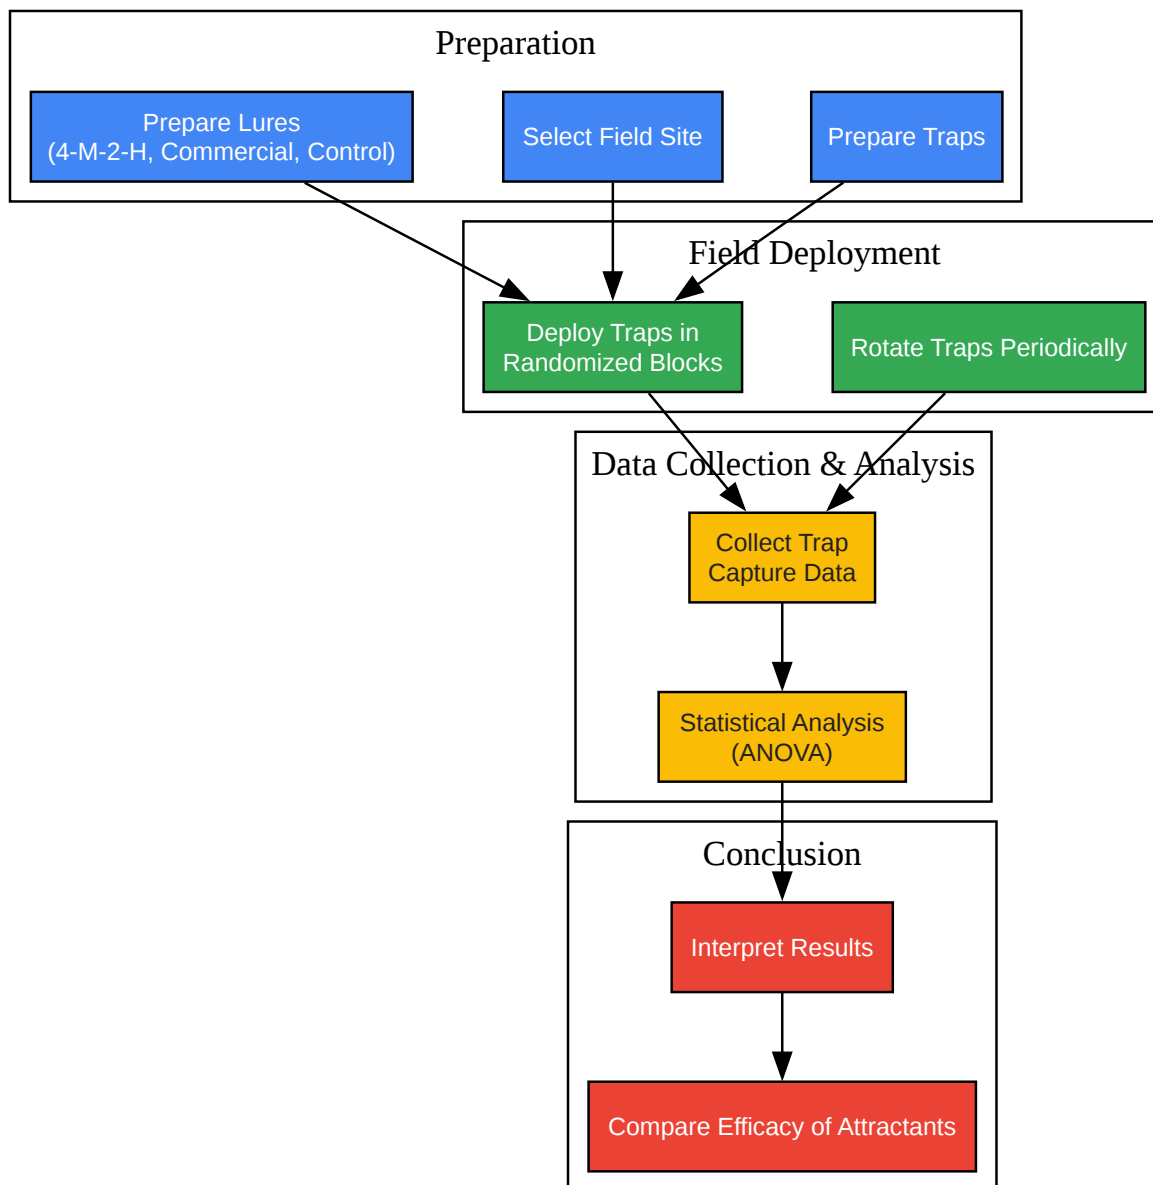 Preparation
Prepare Lures
(4-M-2-H, Commercial, Control)
Select Field Site
Prepare Traps
Field Deployment
Deploy Traps in
Randomized Blocks
Rotate Traps Periodically
Data Collection & Analysis
Collect Trap
Capture Data
Statistical Analysis
(ANOVA)
Conclusion
Interpret Results
Compare Efficacy of Attractants